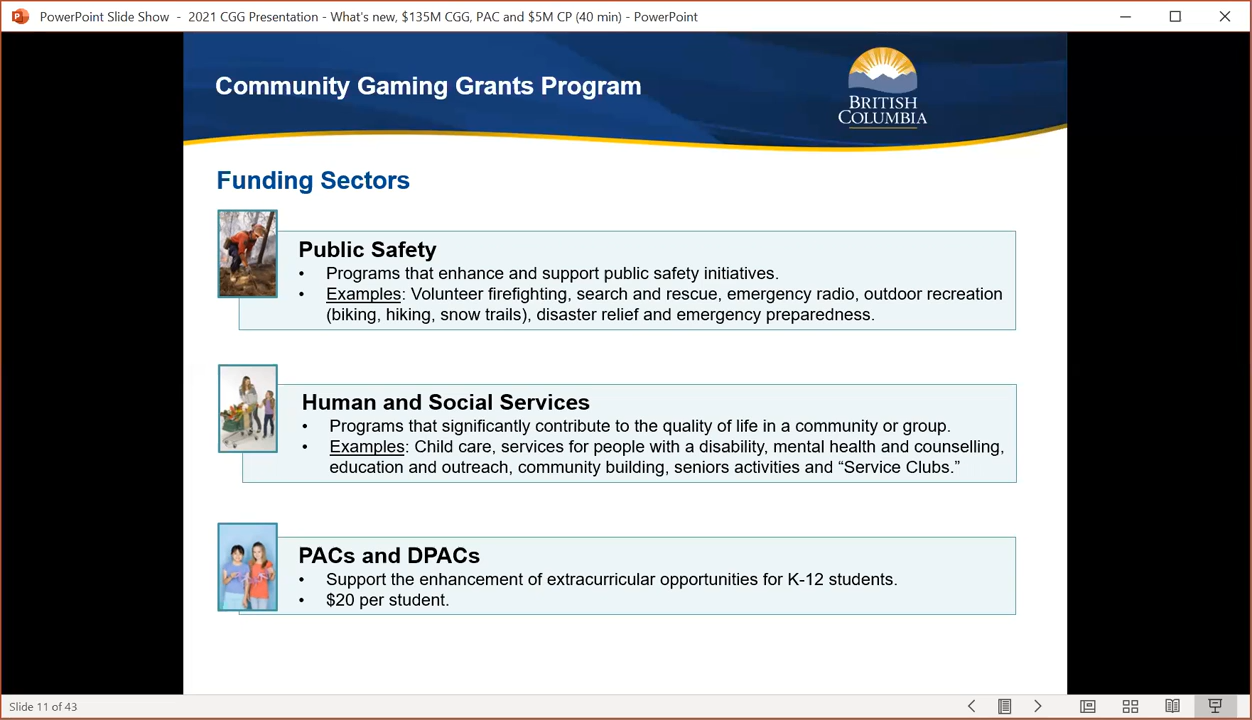 PowerPoint Slide Show - 2021 CGG Presentation - What's new, $135M CGG, PAC and $5M CP (40 min) - PowerPoint
Community Gaming Grants Program
BRITISH
COLUMBIA
Funding Sectors
Public Safety
• Programs that enhance and support public safety initiatives.
• Examples: Volunteer firefighting, search and rescue, emergency radio, outdoor recreation
(biking, hiking, snow trails), disaster relief and emergency preparedness.
Human and Social Services
• Programs that significantly contribute to the quality of life in a community or group.
• Examples: Child care, services for people with a disability, mental health and counselling,
education and outreach, community building, seniors activities and “Service Clubs.”
PACs and DPACs
• Support the enhancement of extracurricular opportunities for K-12 students.
• $20 per student.
Slide 11 of 43